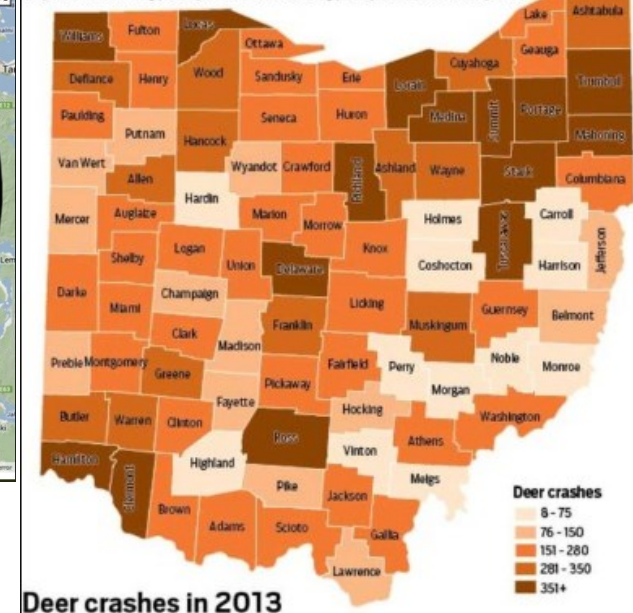 Lake
Ashtabula
Williams
Fulton
Lucas
Ottawa
Geauga
Cuyahoga
Defiance
Henry
Wood
Sandusky
Erie
Lorain
Trumbull
Paulding
Seneca
Huron
Medina
Summit
Portage
Putnam
Hancock
Mahoning
Van Wert
Wyandot
Crawford
Richland
Ashland
Wayne
Stark
Allen
Columbiana
Hardin
Mercer
Auglaize
Marion
Morrow
Holmes
Tuscarawas
Carroll
Jefferson
Shelby
Logan
Union
Delaware
Knox
Coshocton
Harrison
Darke
Champaign
Miami
Licking
Muskingum
Guernsey
Belmont
Clark
Franklin
Madison
Preble
Montgomery
Greene
Fairfield
Perry
Noble
Monroe
Pickaway
Morgan
Fayette
Hocking
Washington
Butler
Warren
Clinton
Ross
Athens
Vinton
Hamilton
Clermont
Highland
Meigs
Pike
Jackson
Brown
Adams
Scioto
Gallia
Lawrence
Deer crashes
8 - 75
76 - 150
151 - 280
281 - 350
351+
Deer crashes in 2013